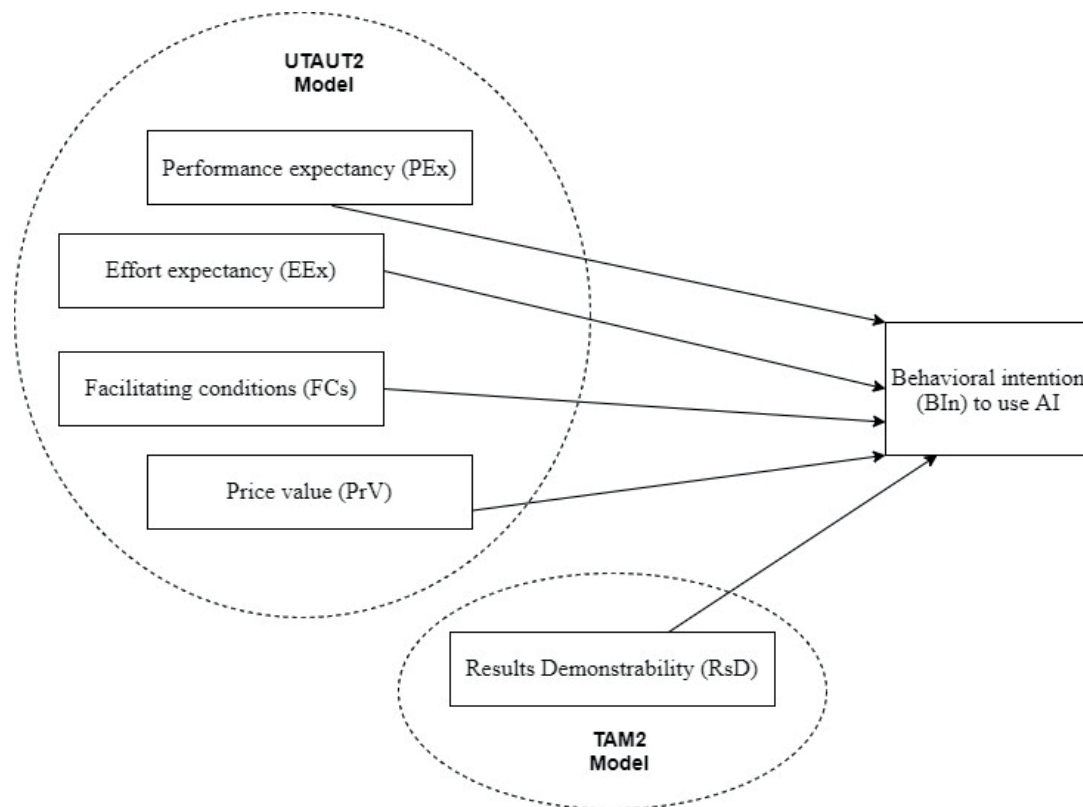 UTAUT2
Model
Performance expectancy (PEx)
Effort expectancy (EEx)
Facilitating conditions (FCs)
Price value (PrV)
Behavioral intention
(BIn) to use AI
Results Demonstrability (RsD)
TAM2
Model